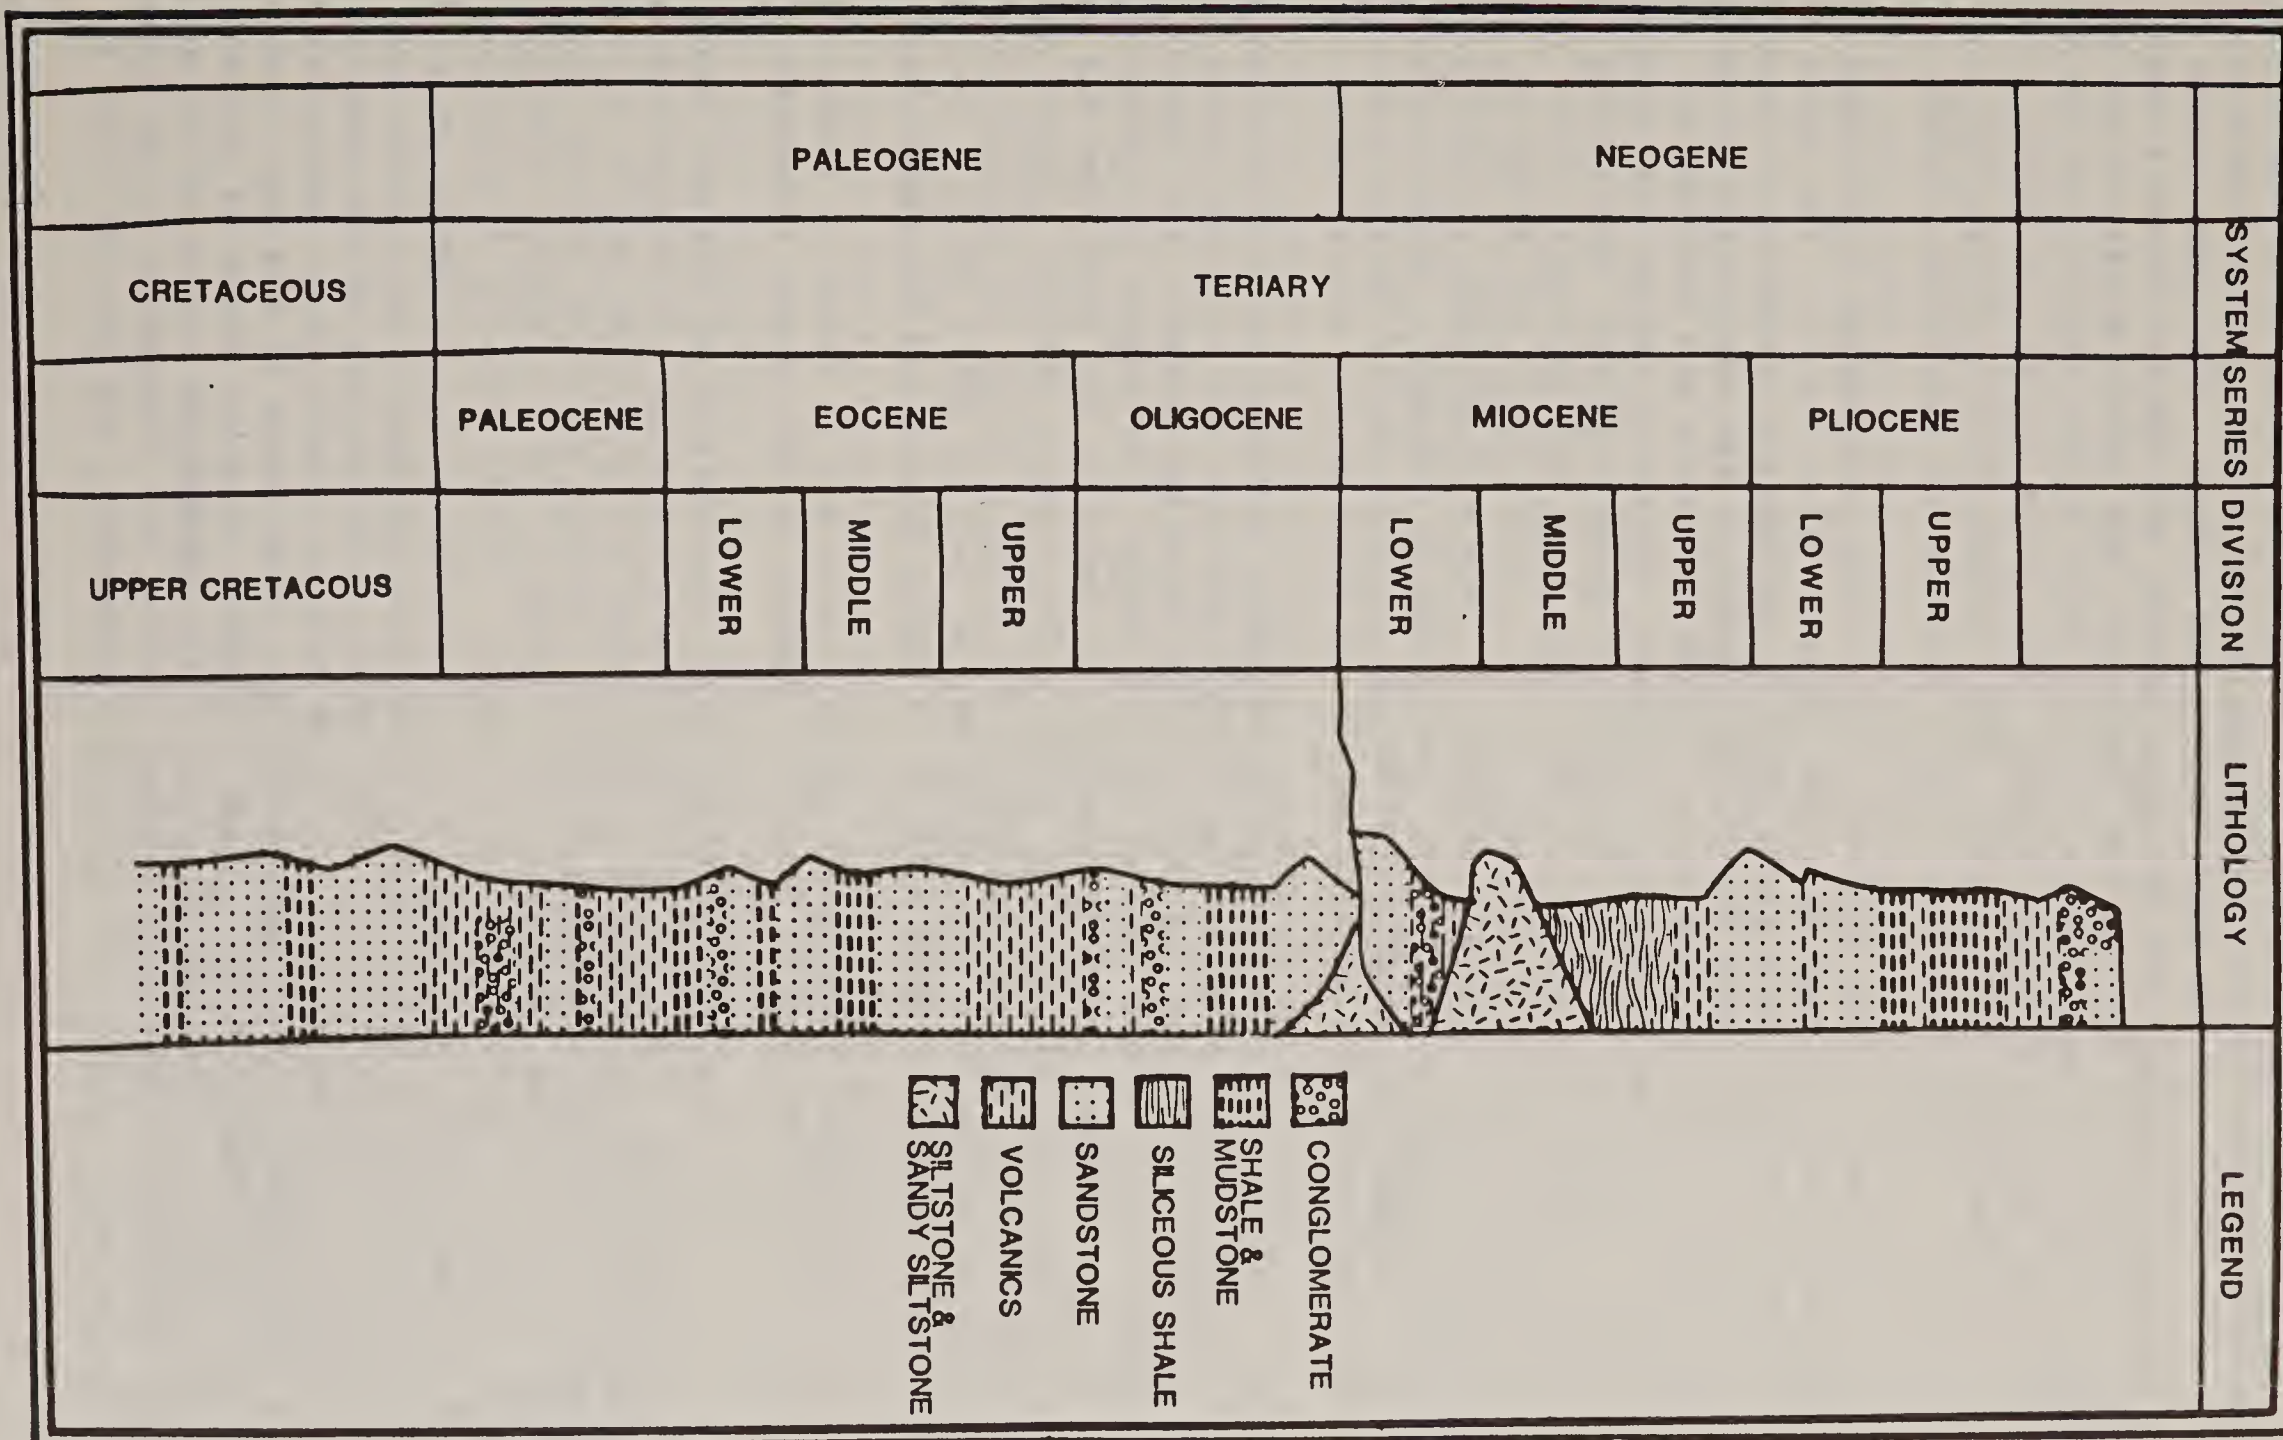 PALEOGENE
NEOGENE
SYSTEM
CRETACEOUS
TERIARY
SERIES
PALEOCENE
EOCENE
OLIGOCENE
MIOCENE
PLIOCENE
DIVISION
UPPER CRETACOUS
LOWER
MIDDLE
UPPER
LOWER
MIDDLE
UPPER
LOWER
UPPER
LITHOLOGY
LEGEND
CONGLOMERATE
SHALE &
MUDSTONE
SILICEOUS SHALE
SANDSTONE
VOLCANICS
SILTSTONE &
SANDY SILTSTONE